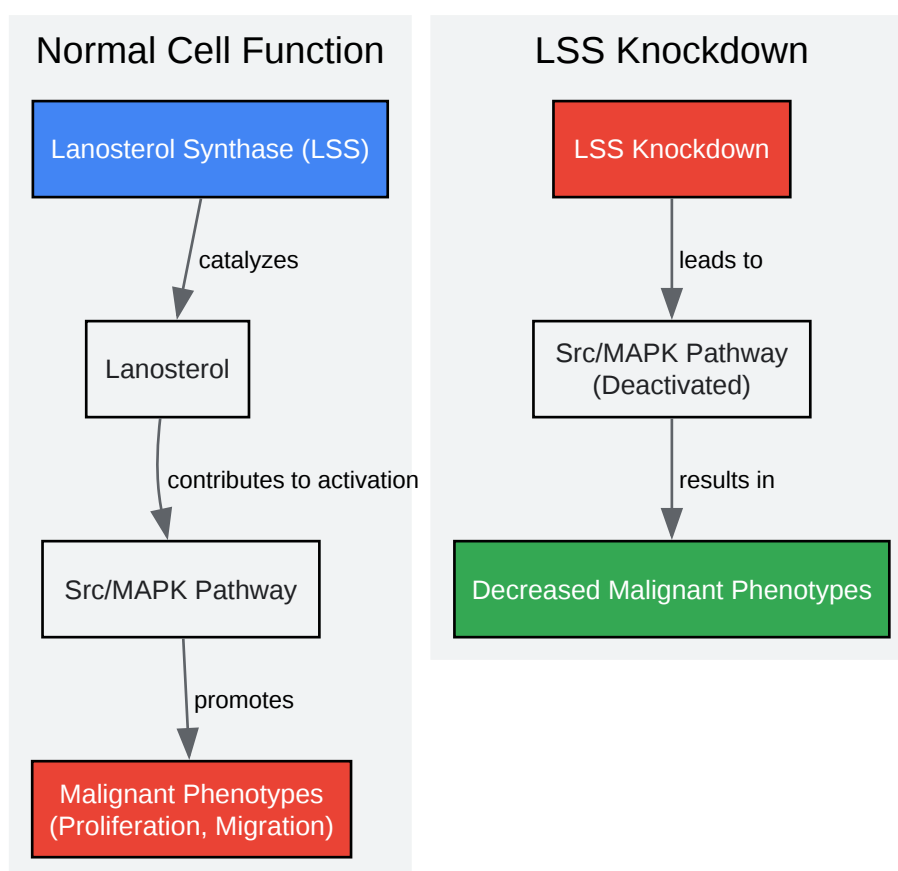 Normal Cell Function
Lanosterol Synthase (LSS)
catalyzes
Lanosterol
contributes to activation
Src/MAPK Pathway
promotes
Malignant Phenotypes
(Proliferation, Migration)
LSS Knockdown
LSS Knockdown
leads to
Src/MAPK Pathway
(Deactivated)
results in
Decreased Malignant Phenotypes